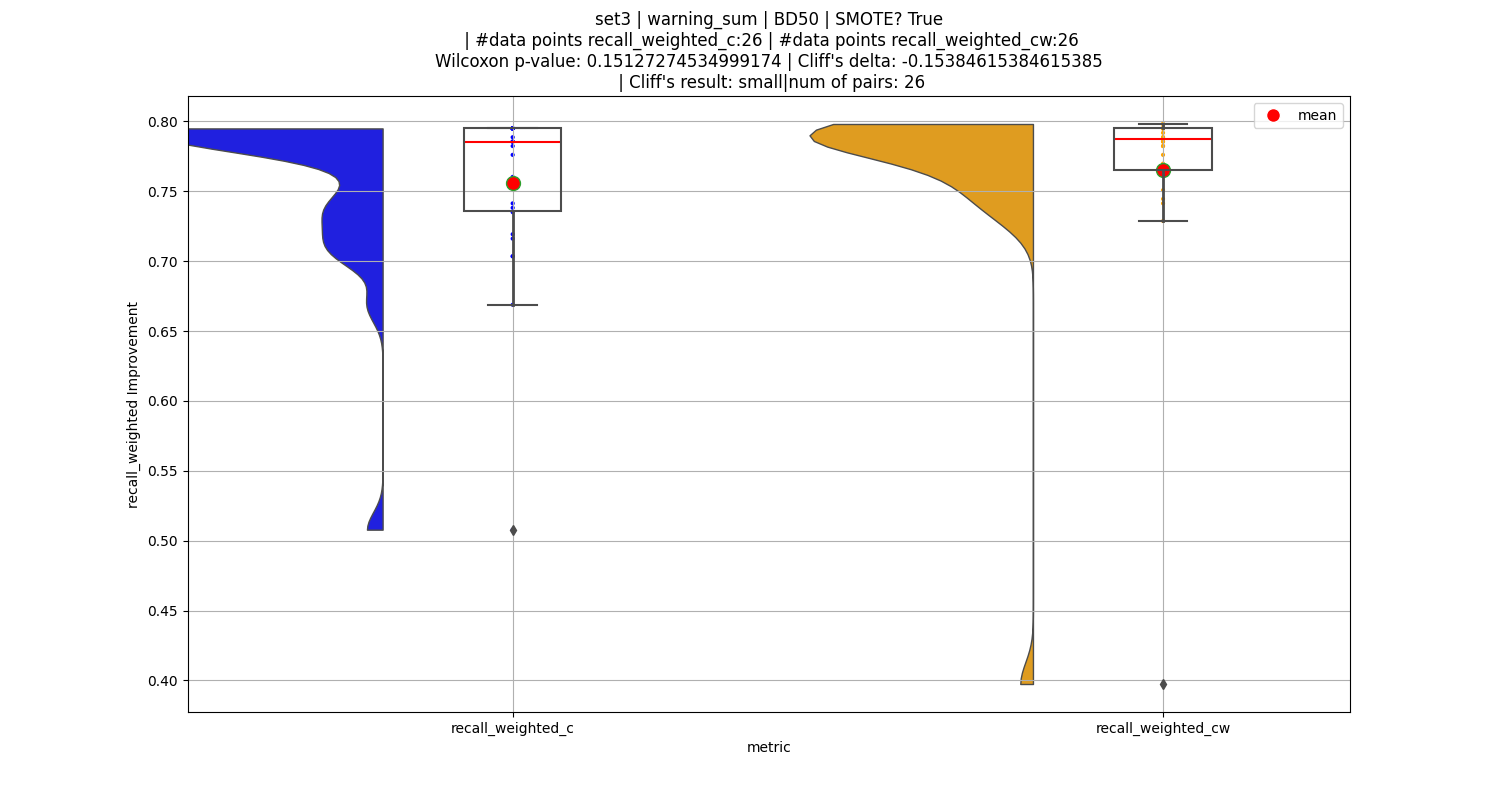 set3 | warning_sum | BD50 | SMOTE? True
| #data points recall_weighted_c:26 | #data points recall_weighted_cw:26
Wilcoxon p-value: 0.15127274534999174 | Cliff's delta: -0.15384615384615385
| Cliff's result: small|num of pairs: 26
mean
recall_weighted Improvement
0.80
0.75
0.70
0.65
0.60
0.55
0.50
0.45
0.40
recall_weighted_c
recall_weighted_cw
metric